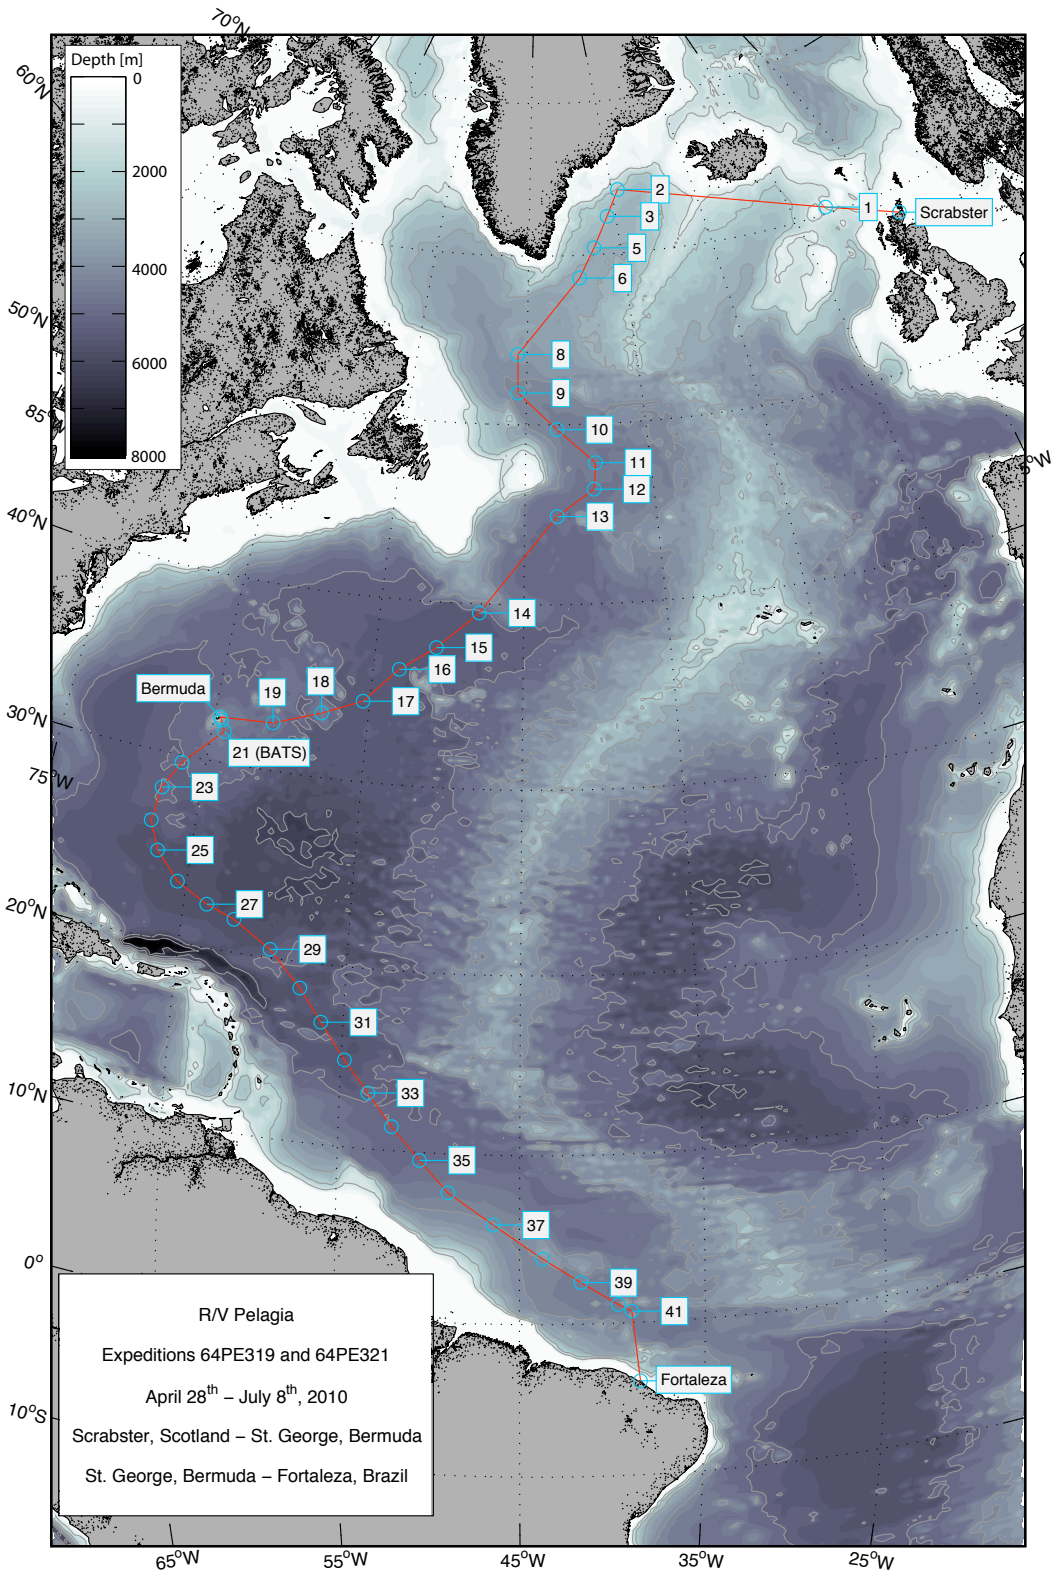 70°N
60°N
Depth [m]
0
2000
4000
6000
8000
2
1
Scrabster
3
5
6
50°N
8
9
85°W
10
11
5°W
12
13
40°N
14
15
16
18
Bermuda
19
17
30°N
21 (BATS)
75°W
23
25
20°N
27
29
31
10°N
33
35
37
0°
39
41
Fortaleza
R/V Pelagia
Expeditions 64PE319 and 64PE321
April 28th – July 8th, 2010
Scrabster, Scotland – St. George, Bermuda
St. George, Bermuda – Fortaleza, Brazil
10°S
65°W
55°W
45°W
35°W
25°W